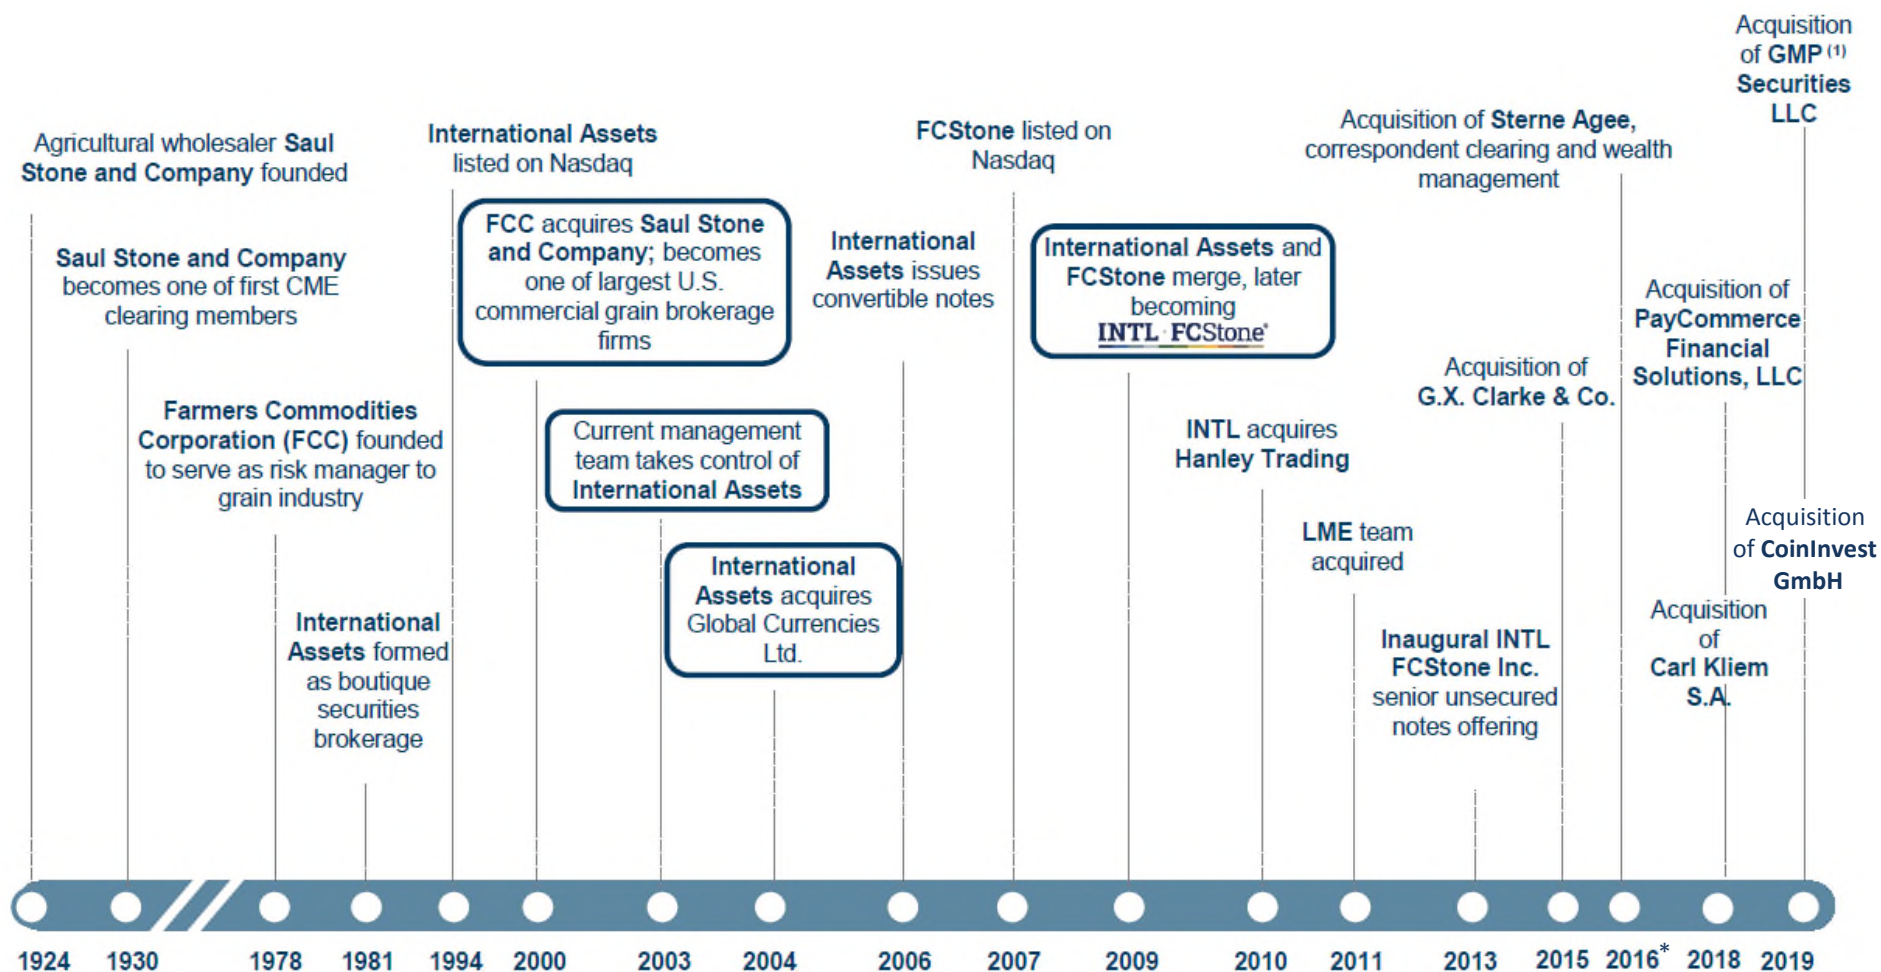 Agricultural wholesaler Saul
Stone and Company founded
Saul Stone and Company
becomes one of first CME
clearing members
Farmers Commodities
Corporation (FCC) founded
to serve as risk manager to
grain industry
International
Assets formed
as boutique
securities
brokerage
International Assets
listed on Nasdaq
FCC acquires Saul Stone
and Company; becomes
one of largest U.S.
commercial grain brokerage
firms
Current management
team takes control of
International Assets
International
Assets acquires
Global Currencies
Ltd.
International
Assets issues
convertible notes
FCStone listed on
Nasdaq
International Assets and
FCStone merge, later
becoming
INTL FCStone®
INTL acquires
Hanley Trading
LME team
acquired
Inaugural INTL
FCStone Inc.
senior unsecured
notes offering
Acquisition of
G.X. Clarke & Co.
Acquisition of Sterne Agee,
correspondent clearing and wealth
management
Acquisition of
PayCommerce
Financial
Solutions, LLC
Acquisition
of
Carl Kliem
S.A.
Acquisition
of GMP (1)
Securities
LLC
Acquisition
of CoinInvest
GmbH
1924 1930 1978 1981 1994 2000 2003 2004 2006 2007 2009 2010 2011 2013 2015 2016* 2018 2019